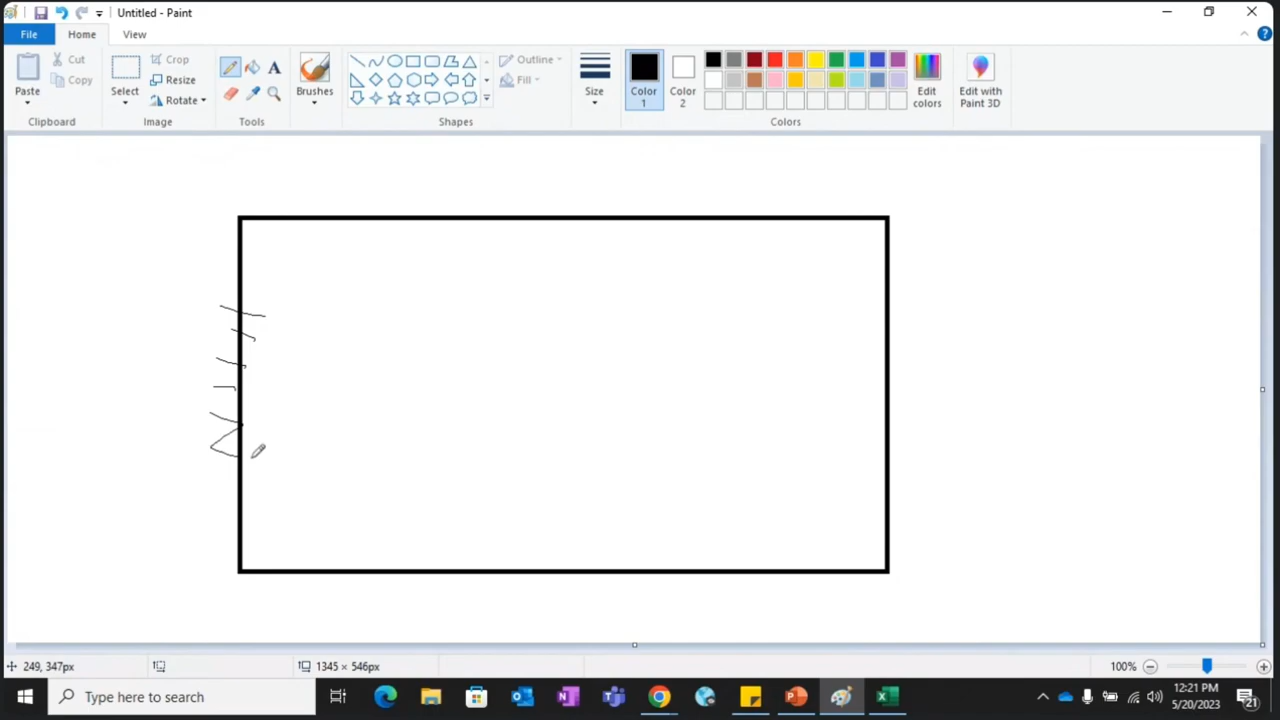 Untitled - Paint
File Home View
Paste
Cut
Copy
Clipboard
Select
Crop
Resize
Rotate
Image
Tools
Brushes
Outline
Fill
Shapes
Size
Color 1
Color 2
Edit colors
Colors
Edit with Paint 3D
249, 347px
1345 × 546px
100%
Type here to search
12:21 PM
5/20/2023
21